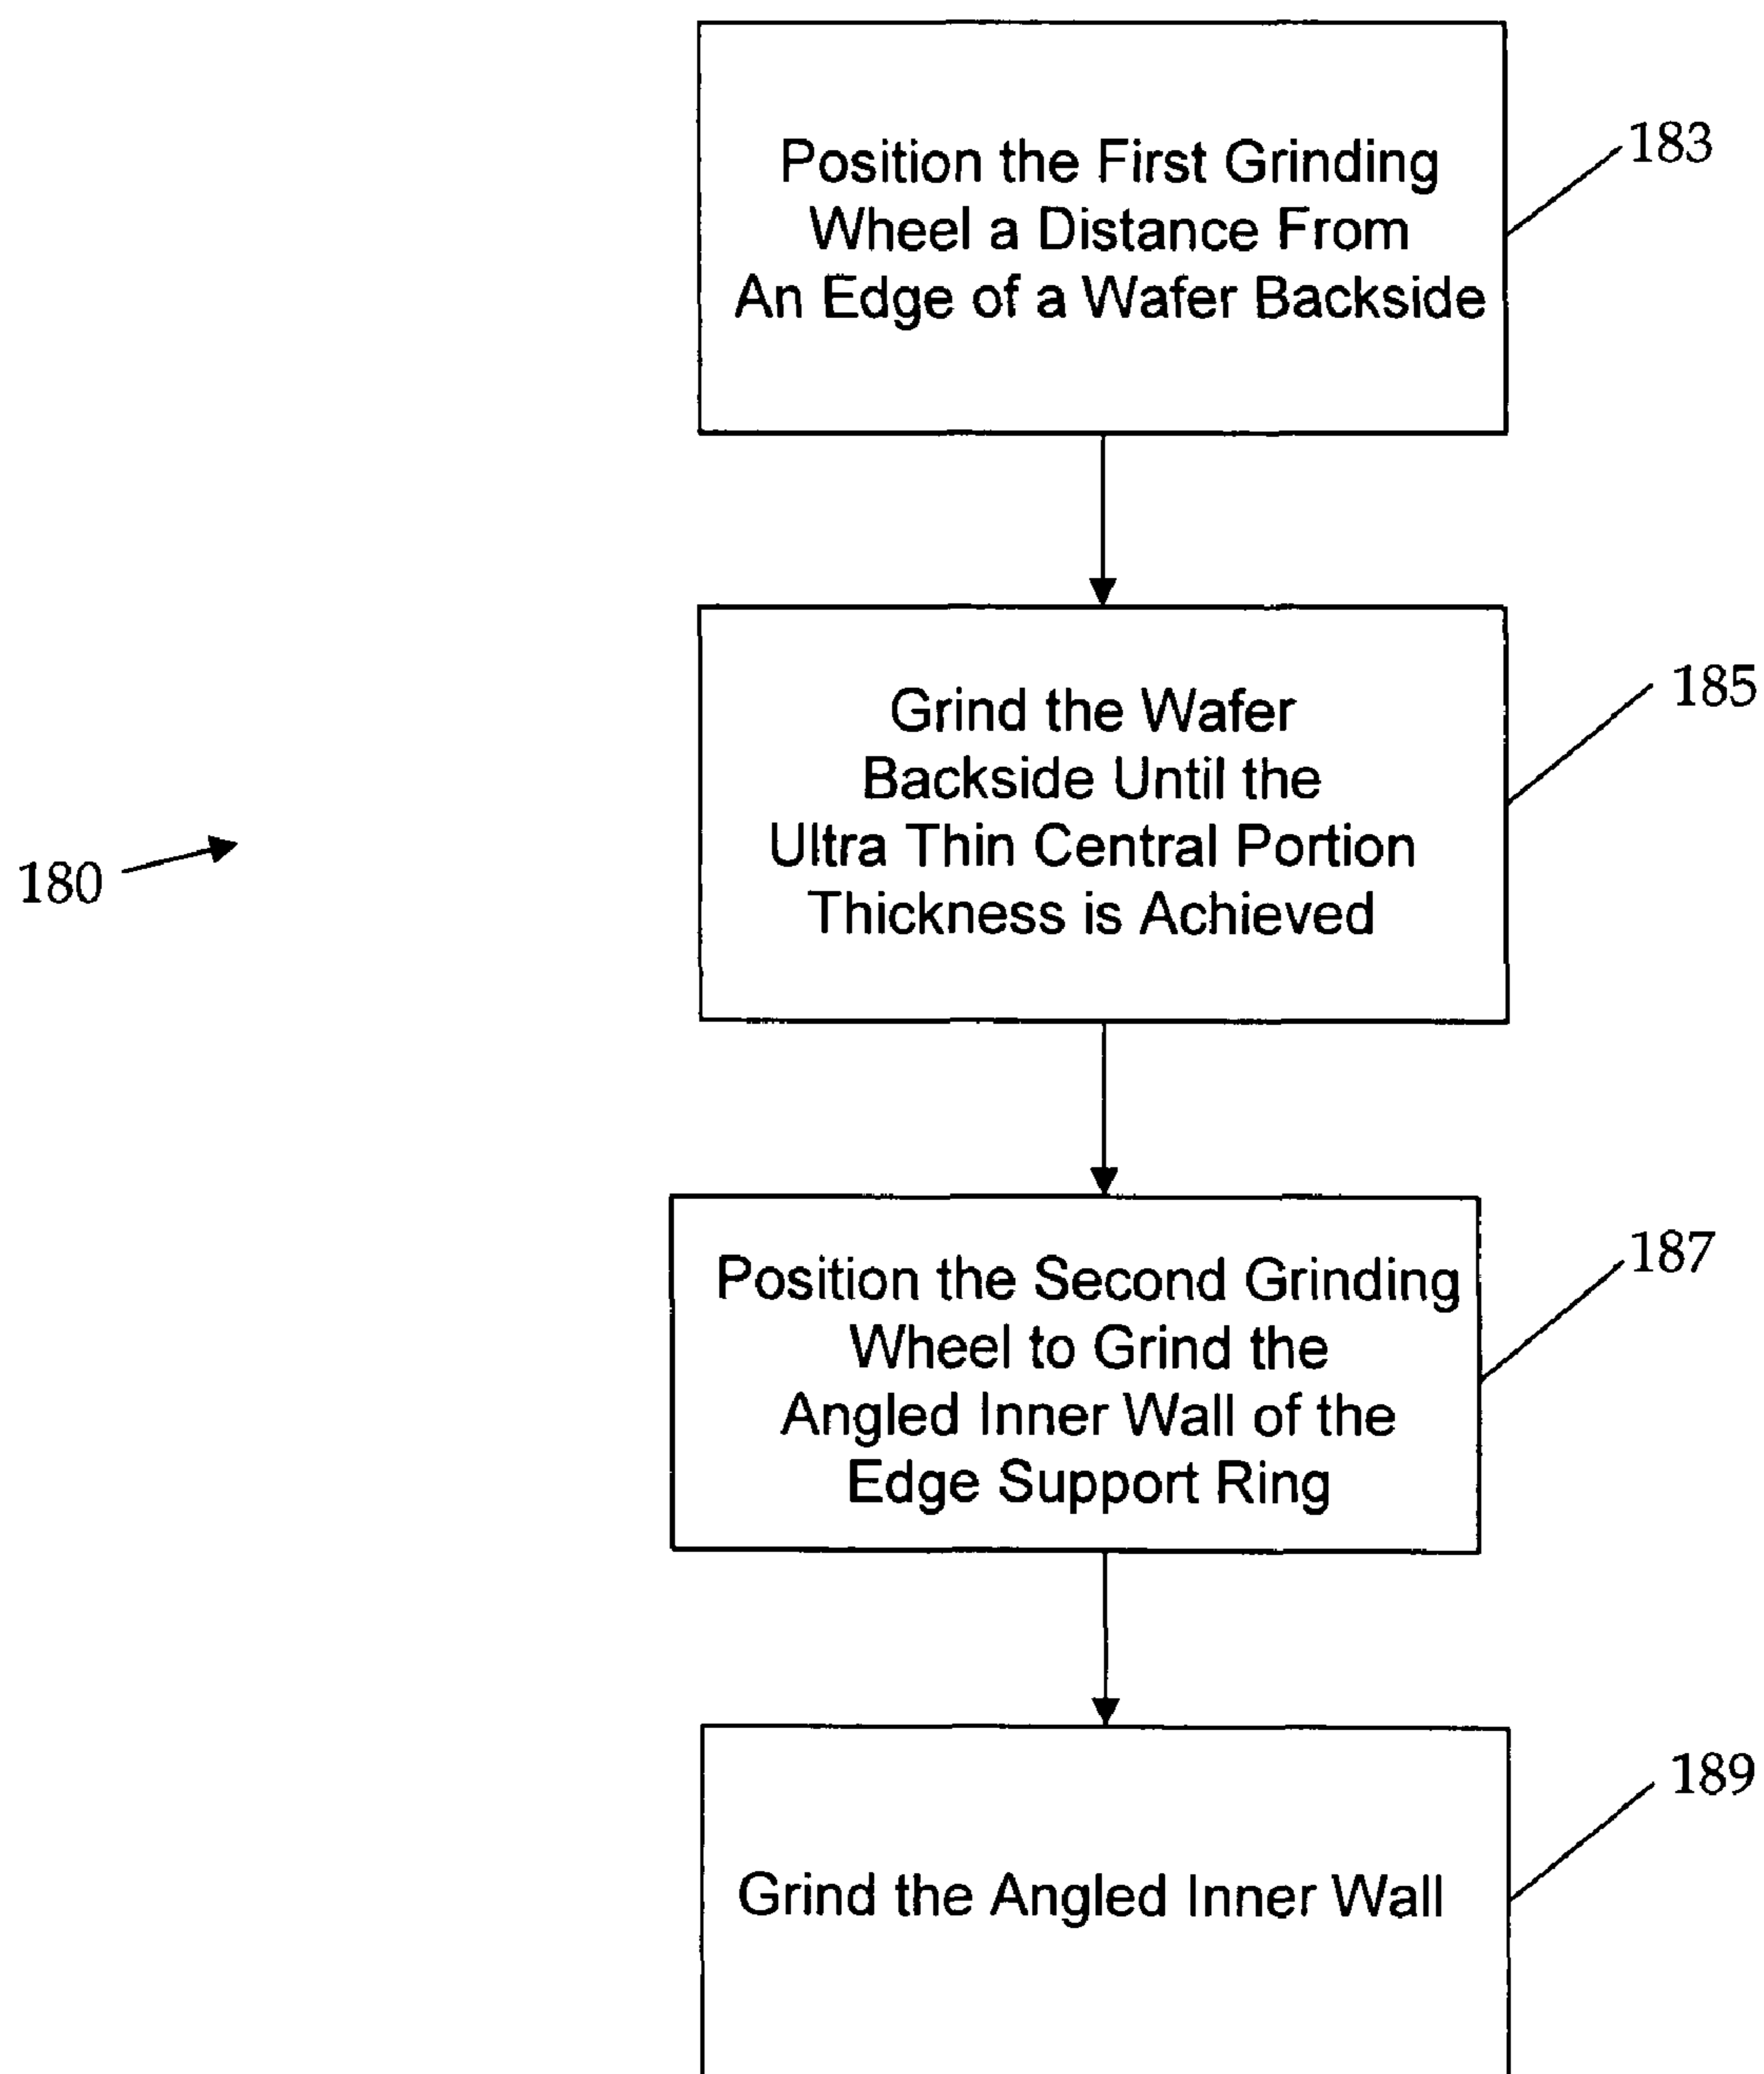 Position the First Grinding
Wheel a Distance From
An Edge of a Wafer Backside
183
Grind the Wafer
Backside Until the
Ultra Thin Central Portion
Thickness is Achieved
185
180
Position the Second Grinding
Wheel to Grind the
Angled Inner Wall of the
Edge Support Ring
187
Grind the Angled Inner Wall
189